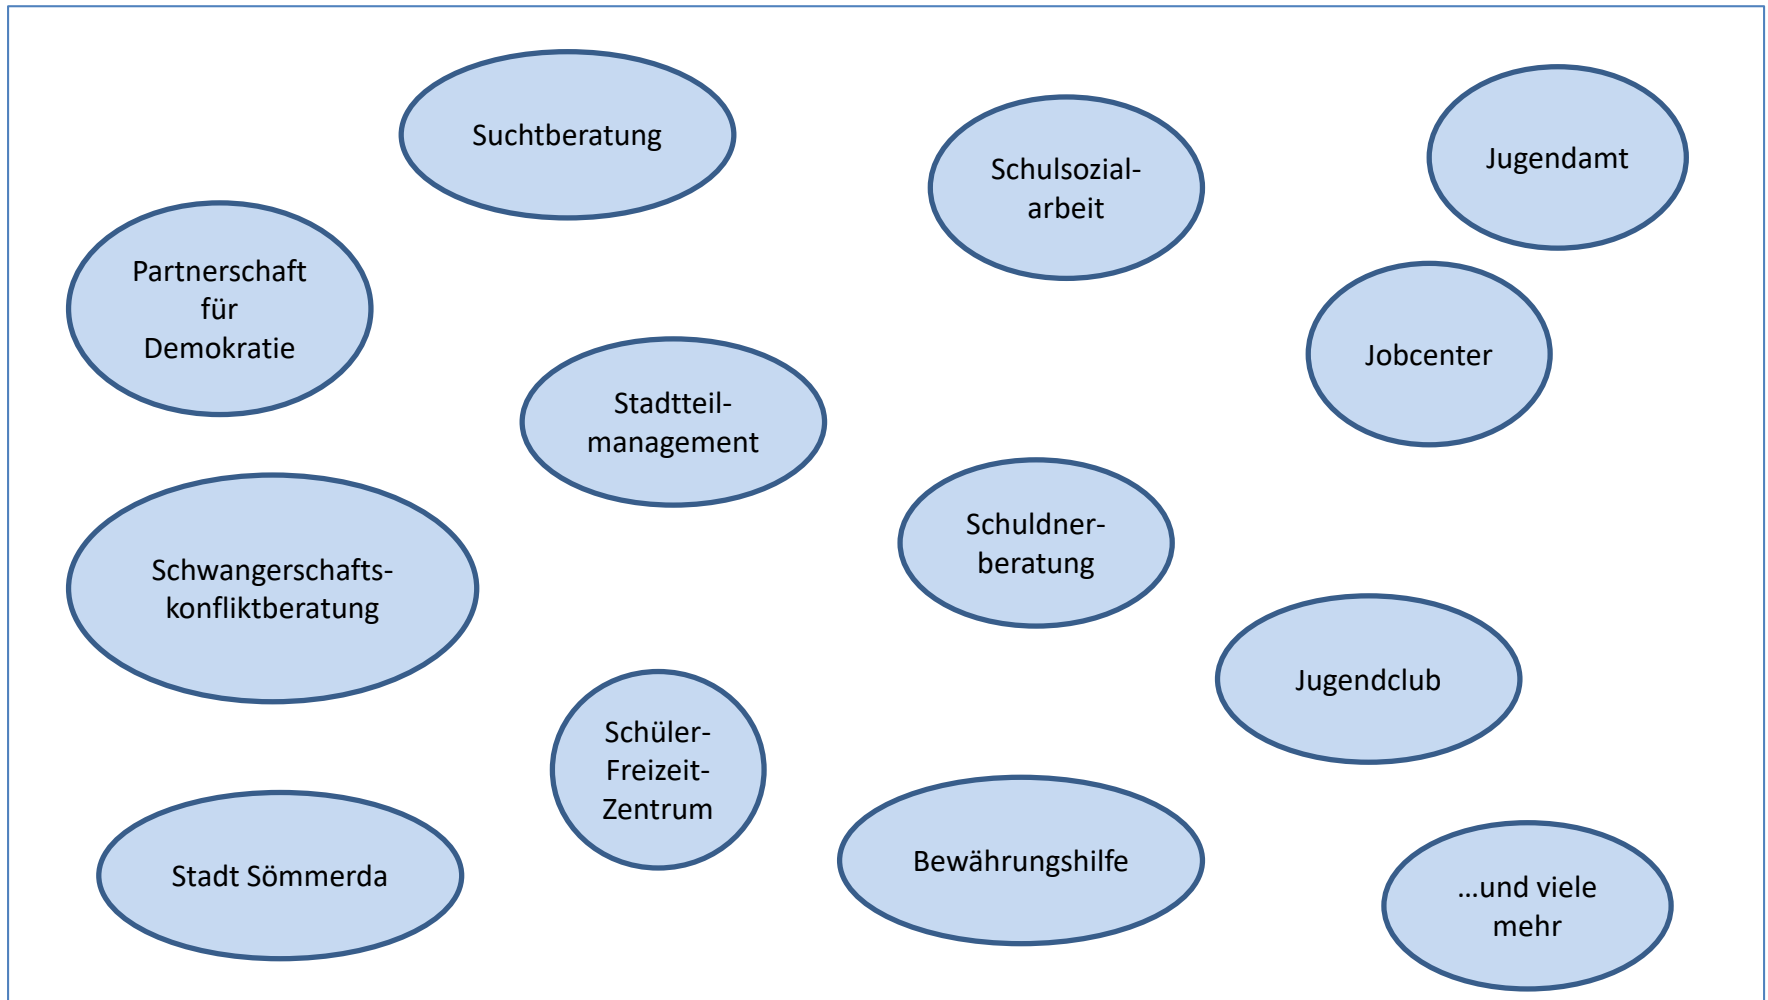 Suchtberatung
Schulsozial-
arbeit
Jugendamt
Partnerschaft
für
Demokratie
Jobcenter
Stadtteil-
management
Schuldner-
beratung
Schwangerschafts-
konfliktberatung
Jugendclub
Schüler-
Freizeit-
Zentrum
Stadt Sömmerda
Bewährungshilfe
...und viele
mehr